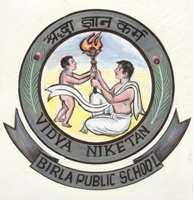 श्रद्धा ज्ञान कर्म
VIDYA NIKETAN
BIRLA PUBLIC SCHOOL